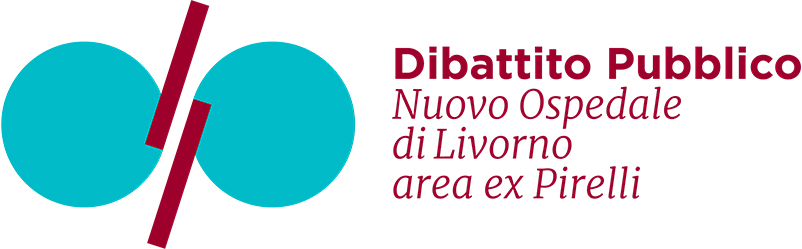 Dibattito Pubblico
Nuovo Ospedale
di Livorno
area ex Pirelli